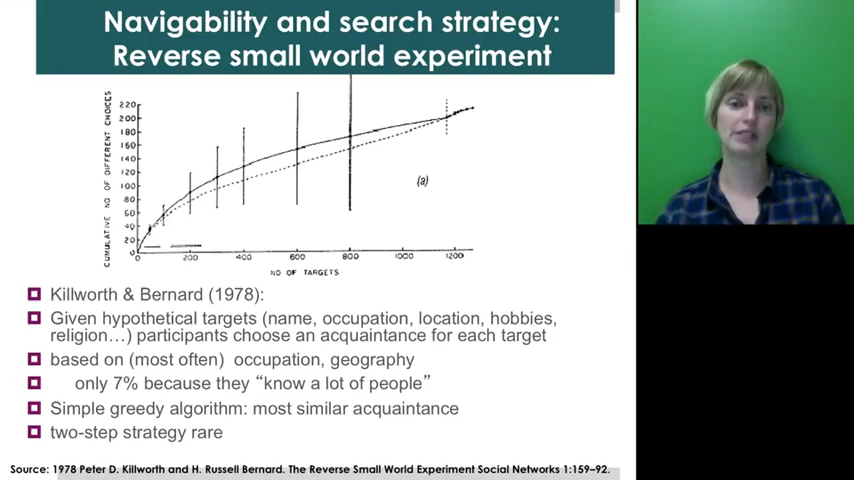 Navigability and search strategy:
Reverse small world experiment
CUMULATIVE NO OF DIFFERENT CHOICES
220
200
180
160
140
120
100
80
60
40
20
0
(a)
0 200 400 600 800 1000 1200
NO OF TARGETS
Killworth & Bernard (1978):
Given hypothetical targets (name, occupation, location, hobbies,
religion…) participants choose an acquaintance for each target
based on (most often) occupation, geography
only 7% because they “know a lot of people”
Simple greedy algorithm: most similar acquaintance
two-step strategy rare
Source: 1978 Peter D. Killworth and H. Russell Bernard. The Reverse Small World Experiment Social Networks 1:159–92.